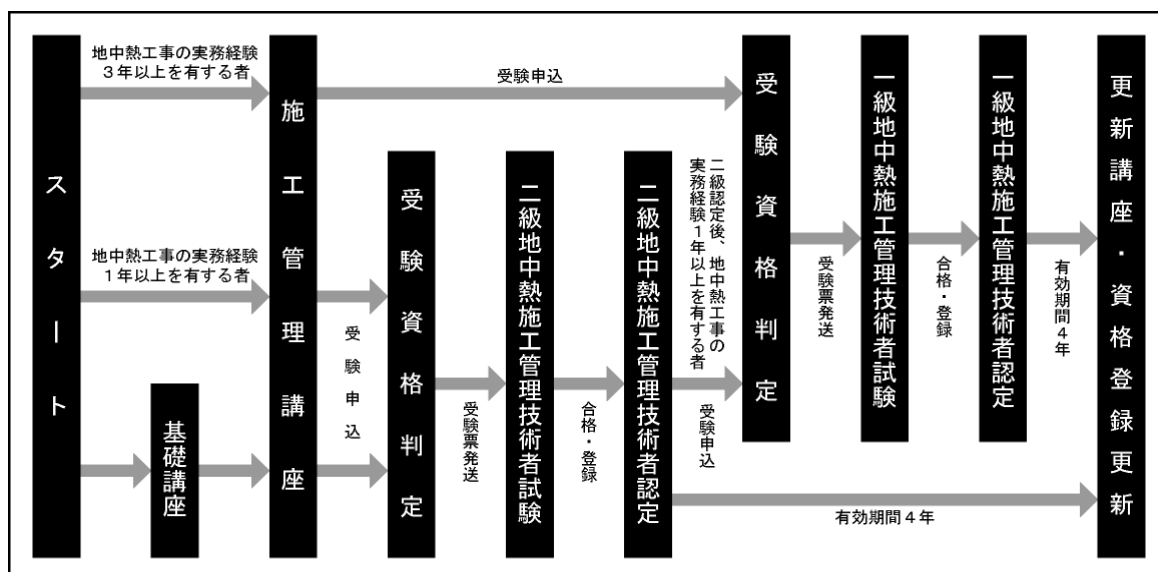 スタート
地中熱工事の実務経験
３年以上を有する者
地中熱工事の実務経験
１年以上を有する者
基礎講座
施工管理講座
受験申込
受験申込
受験資格判定
受験票発送
二級地中熱施工管理技術者試験
合格・登録
二級地中熱施工管理技術者認定
二級認定後、地中熱工事の
実務経験１年以上を有する者
受験申込
有効期間４年
受験資格判定
受験票発送
一級地中熱施工管理技術者試験
合格・登録
一級地中熱施工管理技術者認定
有効期間４年
更新講座・資格登録更新